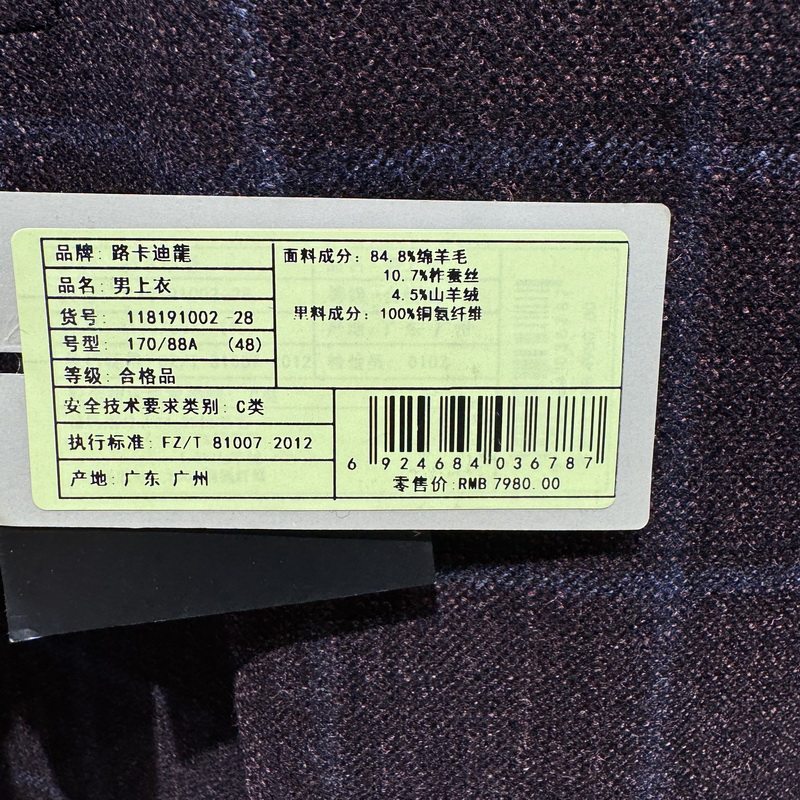 品牌: 路卡迪龍
品名: 男上衣
货号: 118191002-28
号型: 170/88A (48)
等级: 合格品
面料成分: 84.8%绵羊毛
10.7%柞蚕丝
4.5%山羊绒
里料成分: 100%铜氨纤维
安全技术要求类别: C类
执行标准: FZ/T 81007-2012
产地: 广东 广州
6 924684 036787
零售价:RMB 7980.00